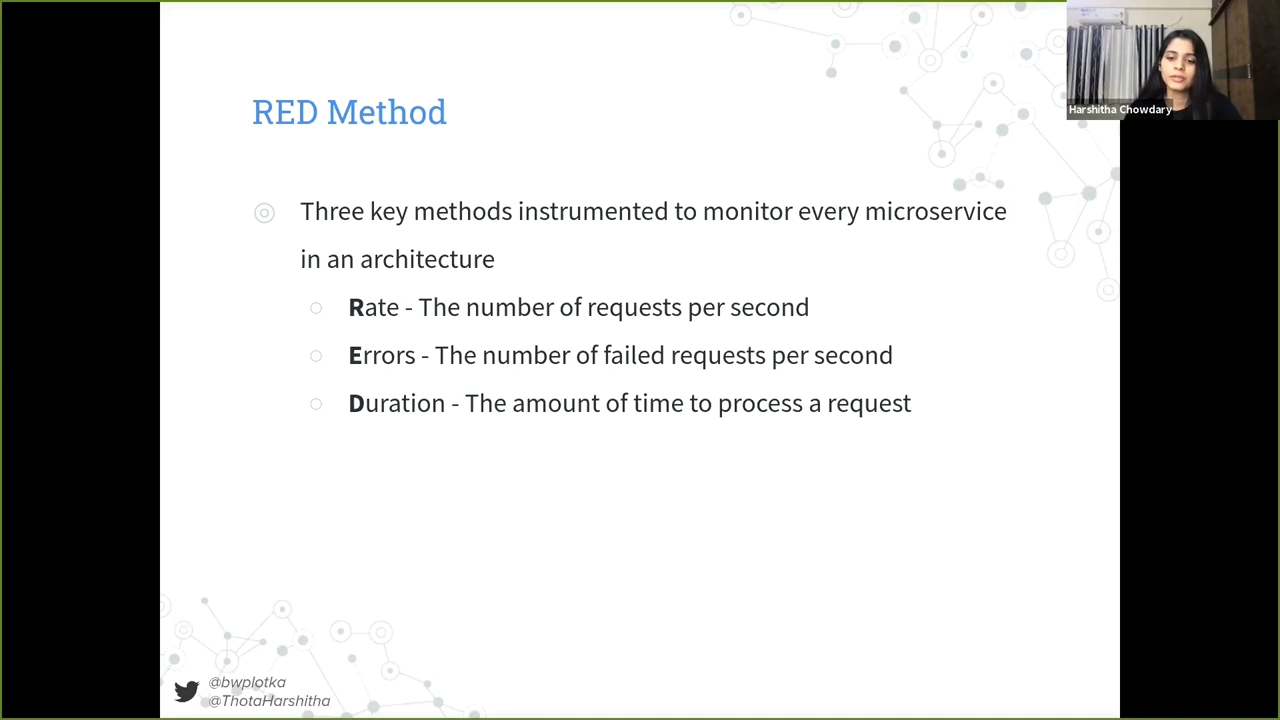 RED Method
Three key methods instrumented to monitor every microservice
in an architecture
Rate - The number of requests per second
Errors - The number of failed requests per second
Duration - The amount of time to process a request
@bwplotka
@ThotaHarshitha
Harshitha Chowdary